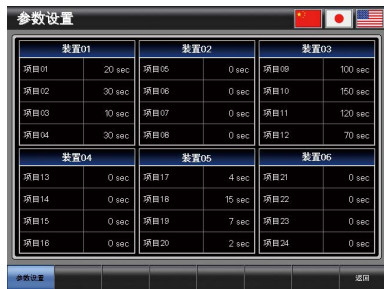 参数设置
装置01 装置02 装置03
项目01 20 sec 项目05 0 sec 项目09 100 sec
项目02 30 sec 项目06 0 sec 项目10 150 sec
项目03 10 sec 项目07 0 sec 项目11 120 sec
项目04 30 sec 项目08 0 sec 项目12 70 sec
装置04 装置05 装置06
项目13 0 sec 项目17 4 sec 项目21 0 sec
项目14 0 sec 项目18 15 sec 项目22 0 sec
项目15 0 sec 项目19 7 sec 项目23 0 sec
项目16 0 sec 项目20 2 sec 项目24 0 sec
参数设置 返回